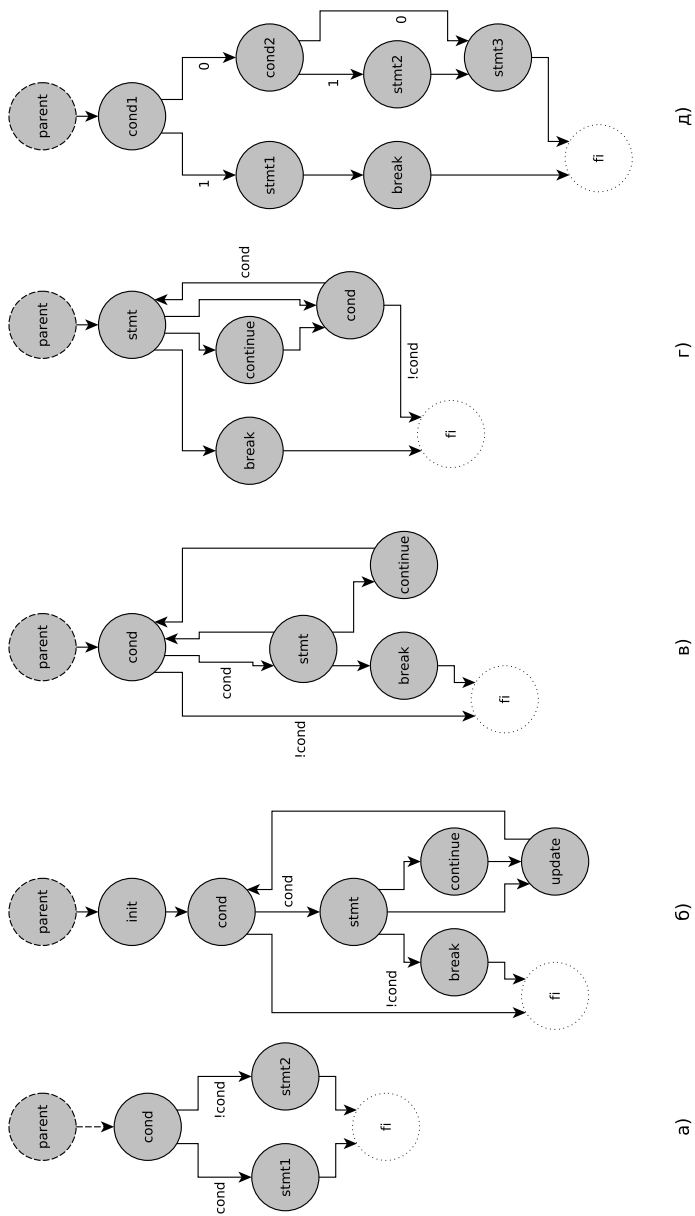 parent
cond
cond
!cond
stmt1
stmt2
fi
а)
parent
init
cond
cond
!cond
stmt
break
continue
update
fi
б)
parent
cond
cond
!cond
stmt
break
continue
fi
в)
parent
stmt
cond
continue
break
cond
!cond
fi
г)
parent
cond1
1
0
stmt1
cond2
1
0
break
stmt2
stmt3
fi
д)